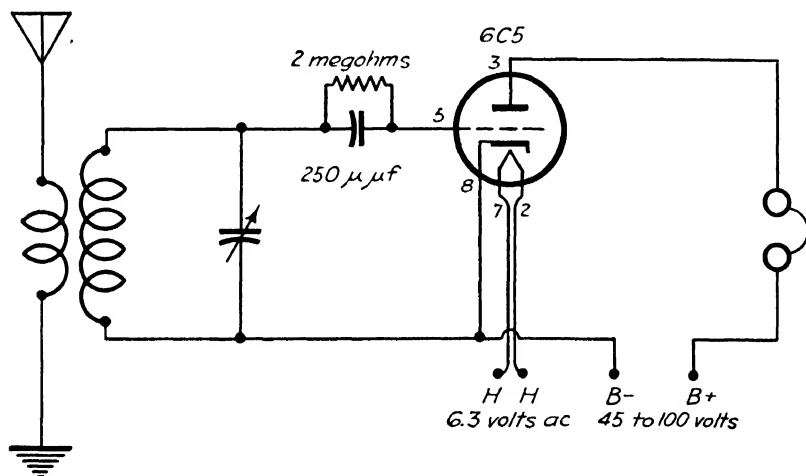 6C5
3
2 megohms
5
250 μμf
8
7 2
H H B- B+
6.3 volts ac 45 to 100 volts